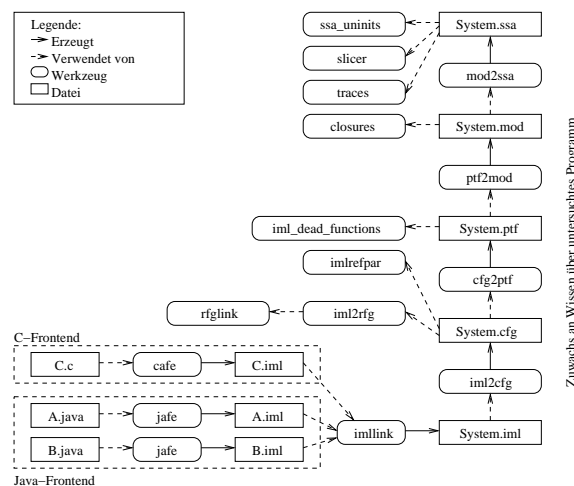 Legende:
Erzeugt
Verwendet von
Werkzeug
Datei
ssa_uninits
System.ssa
slicer
mod2ssa
traces
closures
System.mod
ptf2mod
iml_dead_functions
System.ptf
imlrefpar
cfg2ptf
rfglink
iml2rfg
System.cfg
C−Frontend
C.c
cafe
C.iml
iml2cfg
A.java
jafe
A.iml
imllink
System.iml
B.java
jafe
B.iml
Java−Frontend
Zuwachs an Wissen über untersuchtes Programm